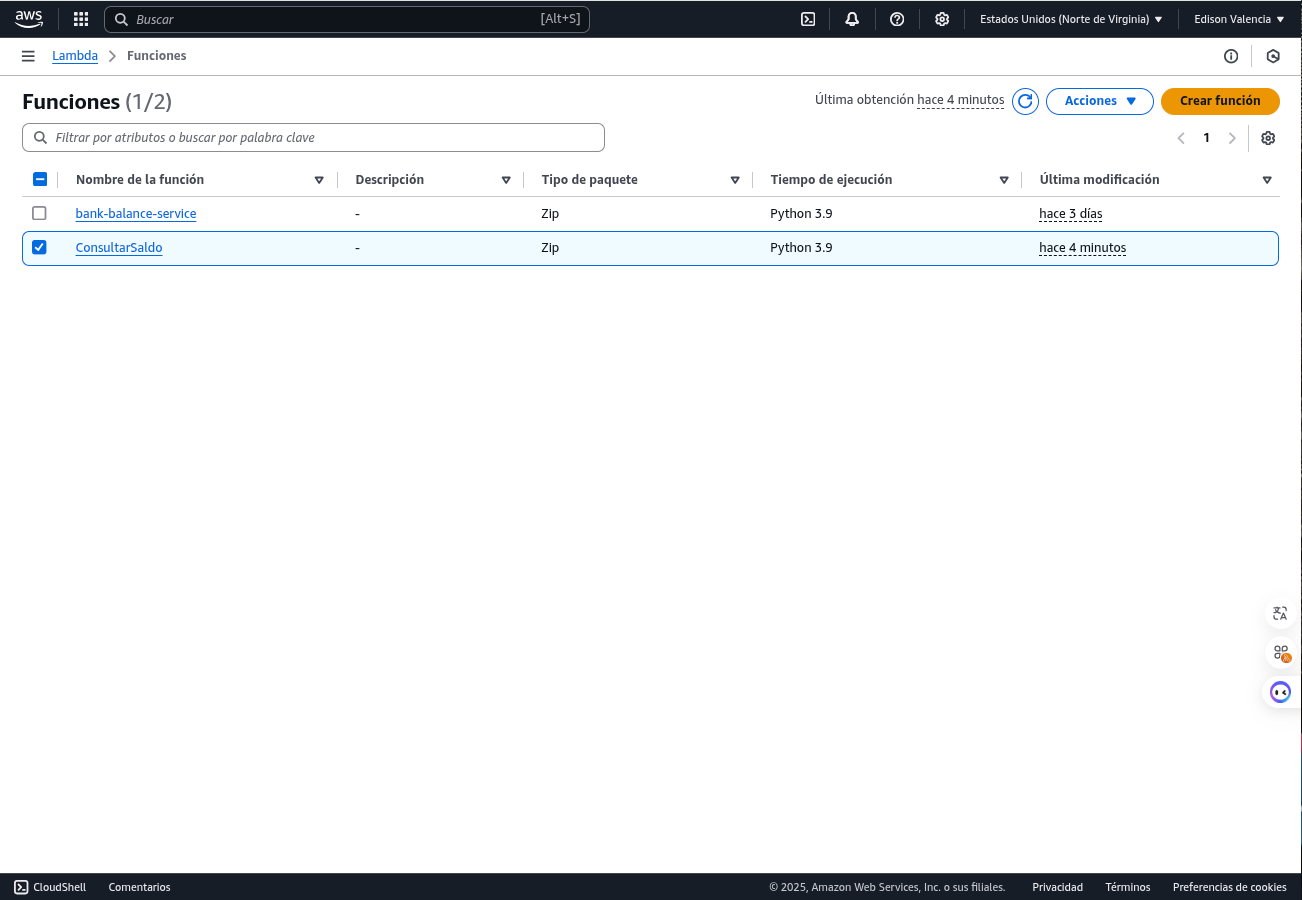 aws Buscar [Alt+S] Estados Unidos (Norte de Virginia) Edison Valencia
Lambda Funciones
Funciones (1/2) Última obtención hace 4 minutos Acciones Crear función
Filtrar por atributos o buscar por palabra clave 1
Nombre de la función Descripción Tipo de paquete Tiempo de ejecución Última modificación
bank-balance-service - Zip Python 3.9 hace 3 días
ConsultarSaldo - Zip Python 3.9 hace 4 minutos
CloudShell Comentarios © 2025, Amazon Web Services, Inc. o sus filiales. Privacidad Términos Preferencias de cookies